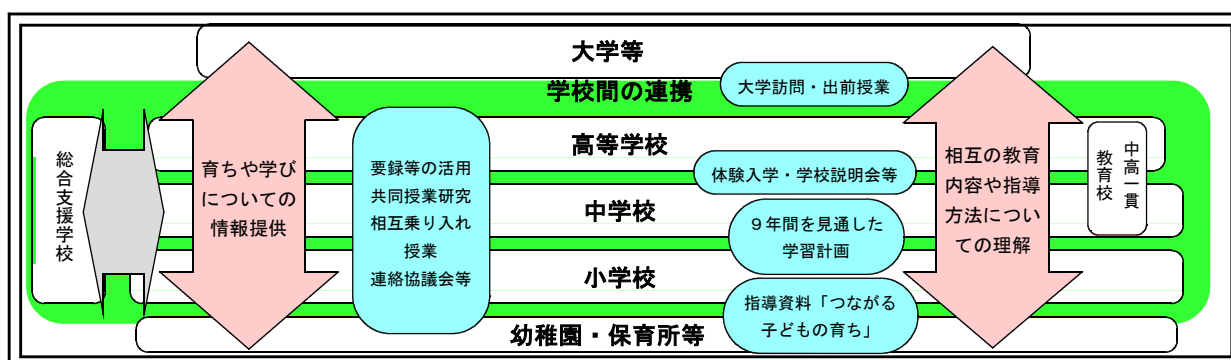 大学等
学校間の連携
大学訪問・出前授業
高等学校
体験入学・学校説明会等
中学校
９年間を見通した
学習計画
小学校
指導資料「つながる
子どもの育ち」
幼稚園・保育所等
総合支援学校
育ちや学び
についての
情報提供
要録等の活用
共同授業研究
相互乗り入れ
授業
連絡協議会等
相互の教育
内容や指導
方法につい
ての理解
中高一貫
教育校